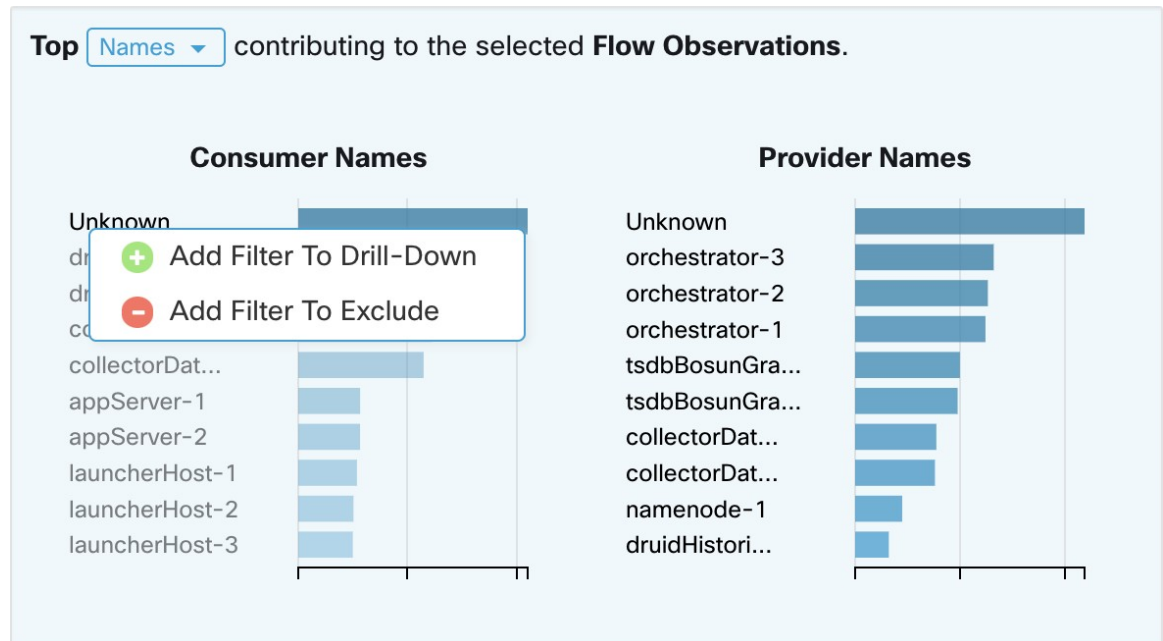 Top Names contributing to the selected Flow Observations.
Consumer Names
Unknown
Add Filter To Drill-Down
Add Filter To Exclude
collectorDat...
appServer-1
appServer-2
launcherHost-1
launcherHost-2
launcherHost-3
Provider Names
Unknown
orchestrator-3
orchestrator-2
orchestrator-1
tsdbBosunGra...
tsdbBosunGra...
collectorDat...
collectorDat...
namenode-1
druidHistori...